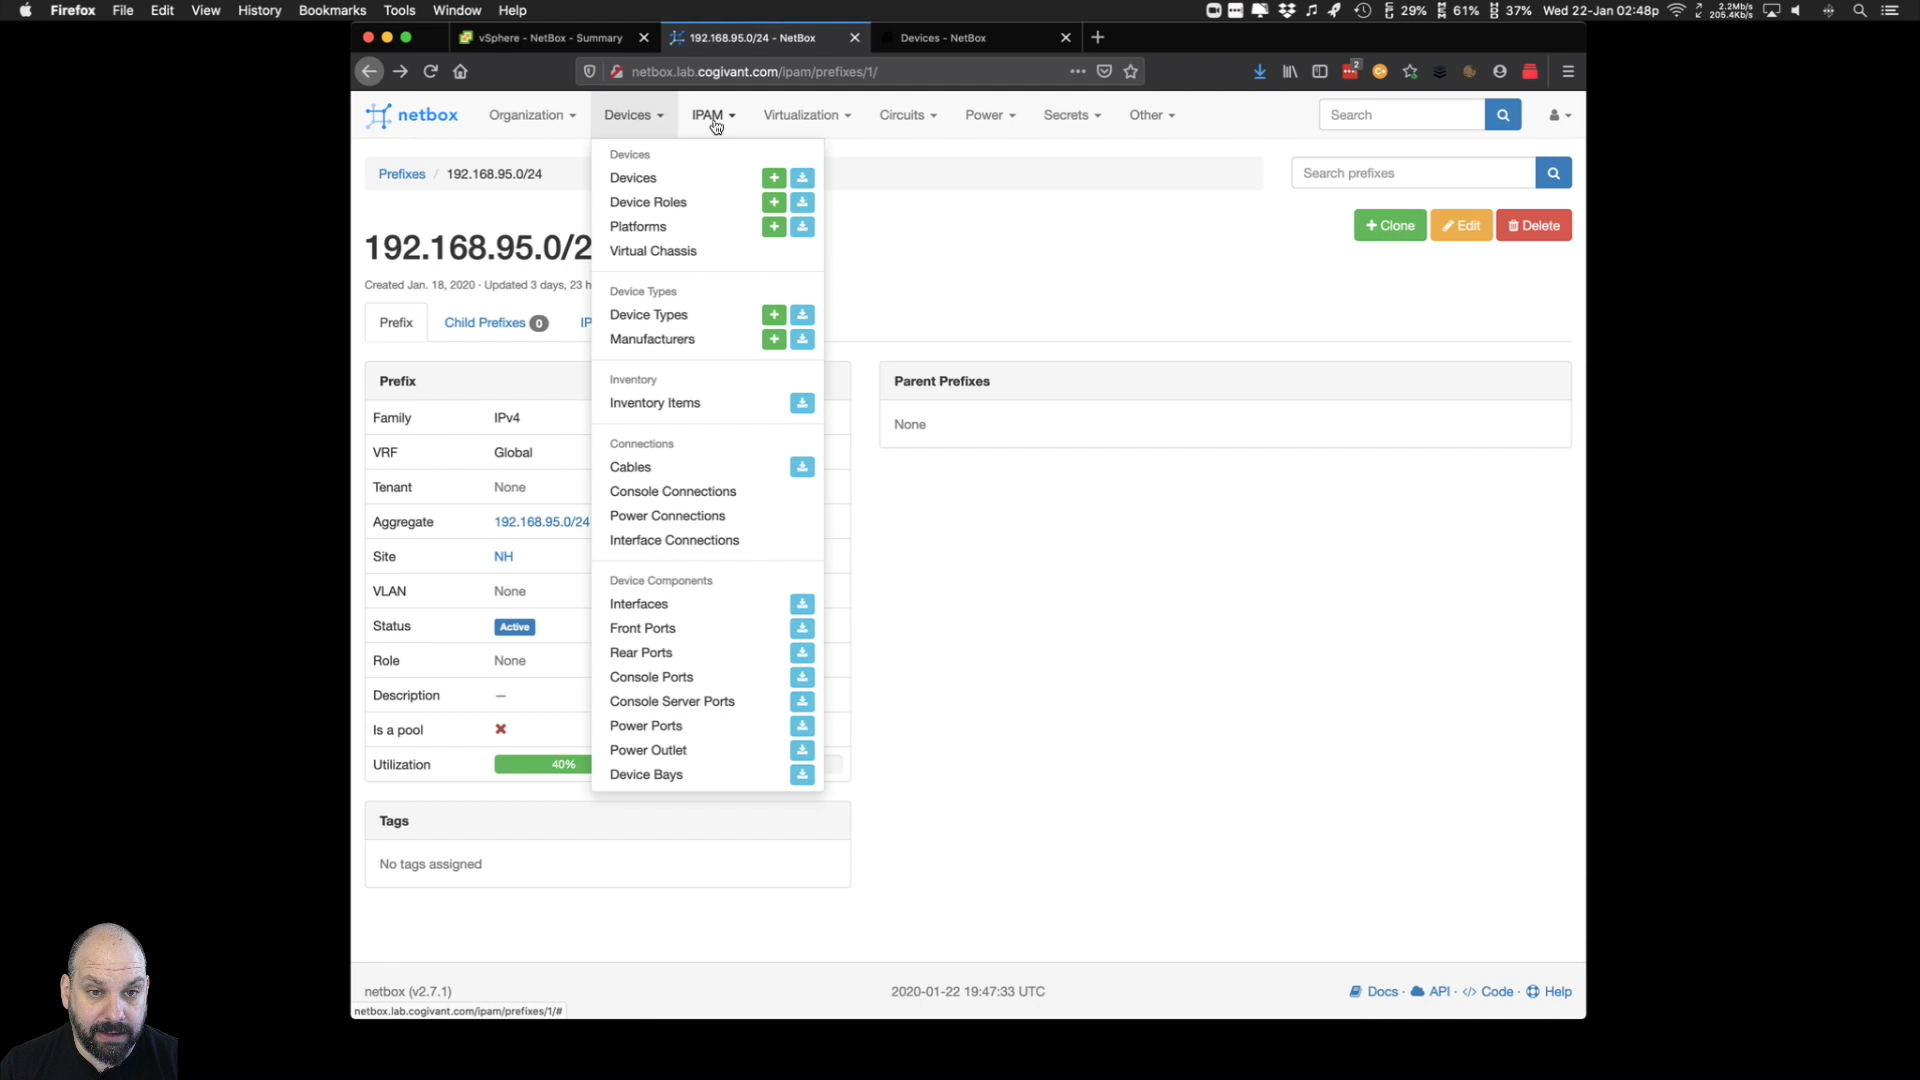 Firefox File Edit View History Bookmarks Tools Window Help 29% 61% 37% Wed 22-Jan 02:48p 2.2Mb/s 205.4Kb/s
vSphere - NetBox - Summary 192.168.95.0/24 - NetBox Devices - NetBox
netbox.lab.cogivant.com/ipam/prefixes/1/ 2
netbox Organization Devices IPAM Virtualization Circuits Power Secrets Other Search
Prefixes / 192.168.95.0/24 Search prefixes
Clone Edit Delete
192.168.95.0/2
Created Jan. 18, 2020 · Updated 3 days, 23 h
Prefix Child Prefixes 0 IP
Devices
Devices
Device Roles
Platforms
Virtual Chassis
Device Types
Device Types
Manufacturers
Inventory
Inventory Items
Connections
Cables
Console Connections
Power Connections
Interface Connections
Device Components
Interfaces
Front Ports
Rear Ports
Console Ports
Console Server Ports
Power Ports
Power Outlet
Device Bays
Prefix
Family IPv4
VRF Global
Tenant None
Aggregate 192.168.95.0/24
Site NH
VLAN None
Status Active
Role None
Description —
Is a pool
Utilization 40%
Parent Prefixes
None
Tags
No tags assigned
netbox (v2.7.1) 2020-01-22 19:47:33 UTC Docs · API · Code · Help
netbox.lab.cogivant.com/ipam/prefixes/1/#